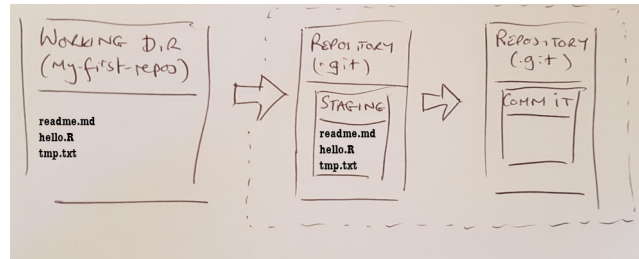 WORKING DIR
(My-first-repos)
readme.md
hello.R
tmp.txt
REPOSITORY
(.git)
STAGING
readme.md
hello.R
tmp.txt
REPOSITORY
(.git)
COMMIT